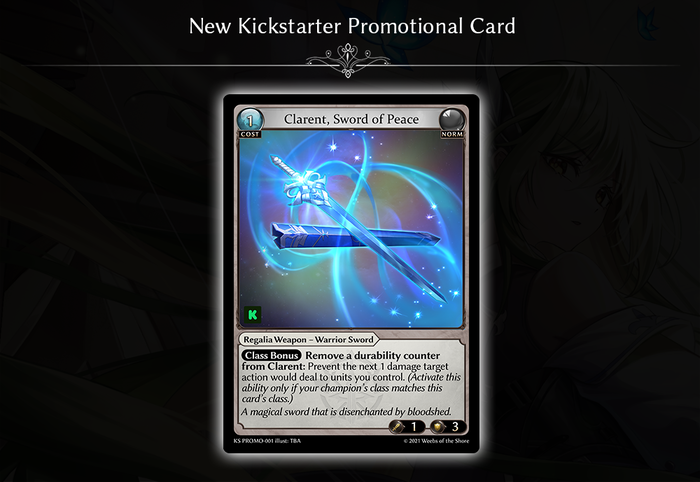 New Kickstarter Promotional Card
1
Clarent, Sword of Peace
COST
NORM
K
Regalia Weapon – Warrior Sword
Class Bonus Remove a durability counter
from Clarent: Prevent the next 1 damage target
action would deal to units you control. (Activate this
ability only if your champion's class matches this
card's class.)
A magical sword that is disenchanted by bloodshed.
1 3
KS PROMO-001 illust: TBA © 2021 Weebs of the Shore